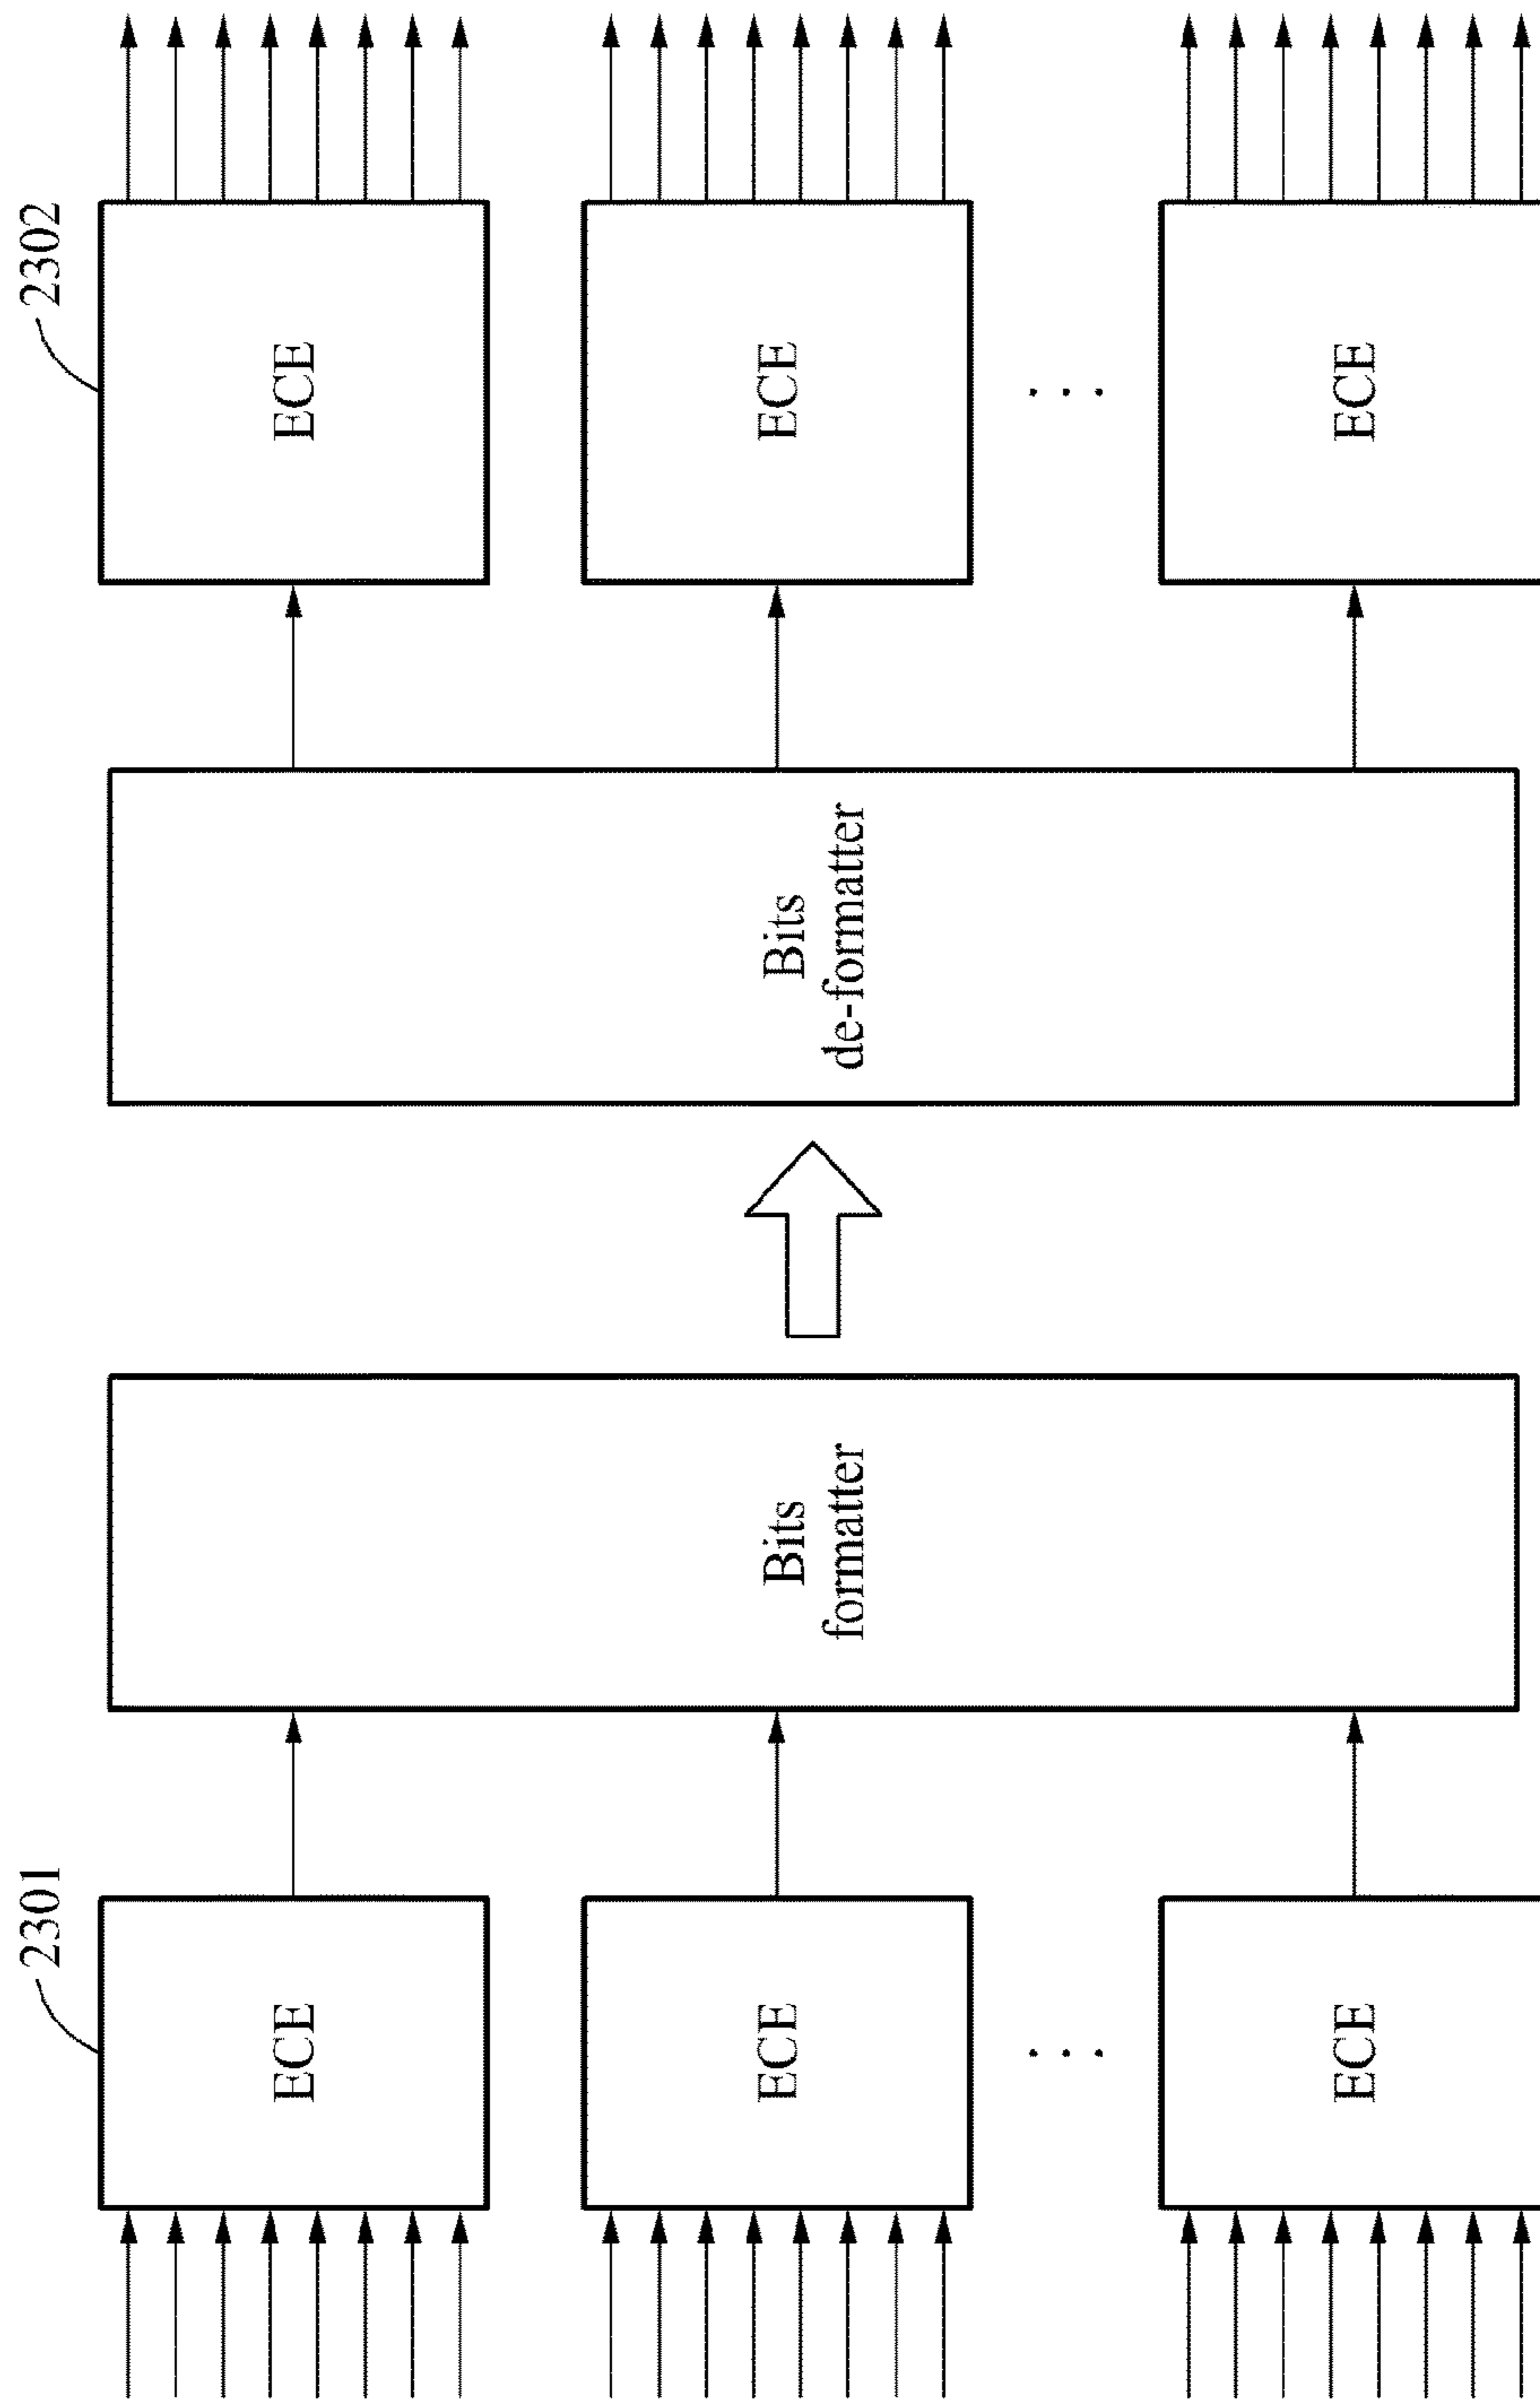 2301
ECE
ECE
. . .
ECE
Bits
formatter
Bits
de-formatter
2302
ECE
ECE
. . .
ECE